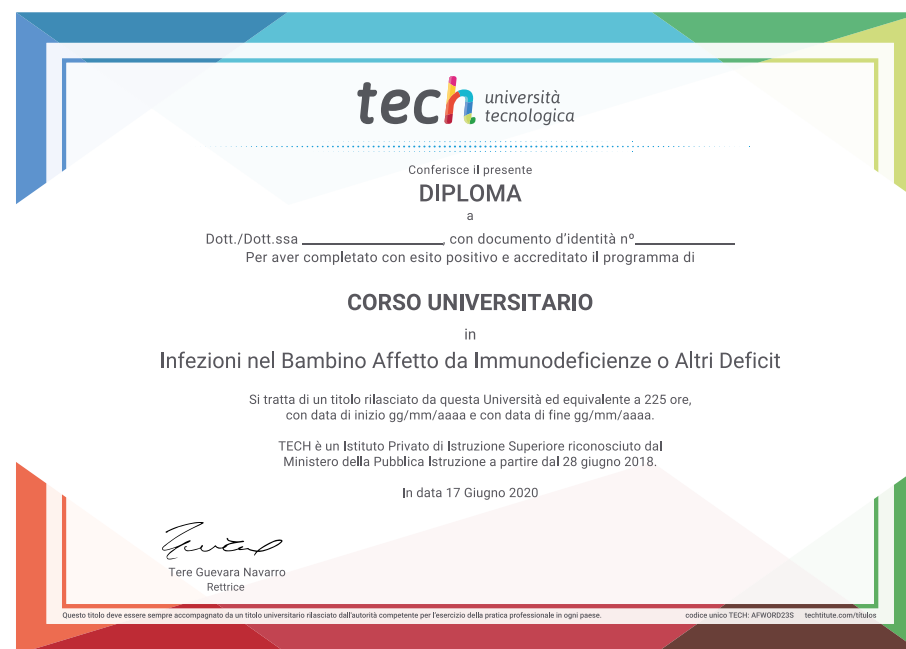 tech università
tecnologica
Conferisce il presente
DIPLOMA
a
Dott./Dott.ssa ____________________, con documento d'identità nº______________
Per aver completato con esito positivo e accreditato il programma di
CORSO UNIVERSITARIO
in
Infezioni nel Bambino Affetto da Immunodeficienze o Altri Deficit
Si tratta di un titolo rilasciato da questa Università ed equivalente a 225 ore,
con data di inizio gg/mm/aaaa e con data di fine gg/mm/aaaa.
TECH è un Istituto Privato di Istruzione Superiore riconosciuto dal
Ministero della Pubblica Istruzione a partire dal 28 giugno 2018.
In data 17 Giugno 2020
Tere Guevara Navarro
Rettrice
Questo titolo deve essere sempre accompagnato da un titolo universitario rilasciato dall'autorità competente per l'esercizio della pratica professionale in ogni paese. codice unico TECH: AFWORD23S techtitute.com/titulos